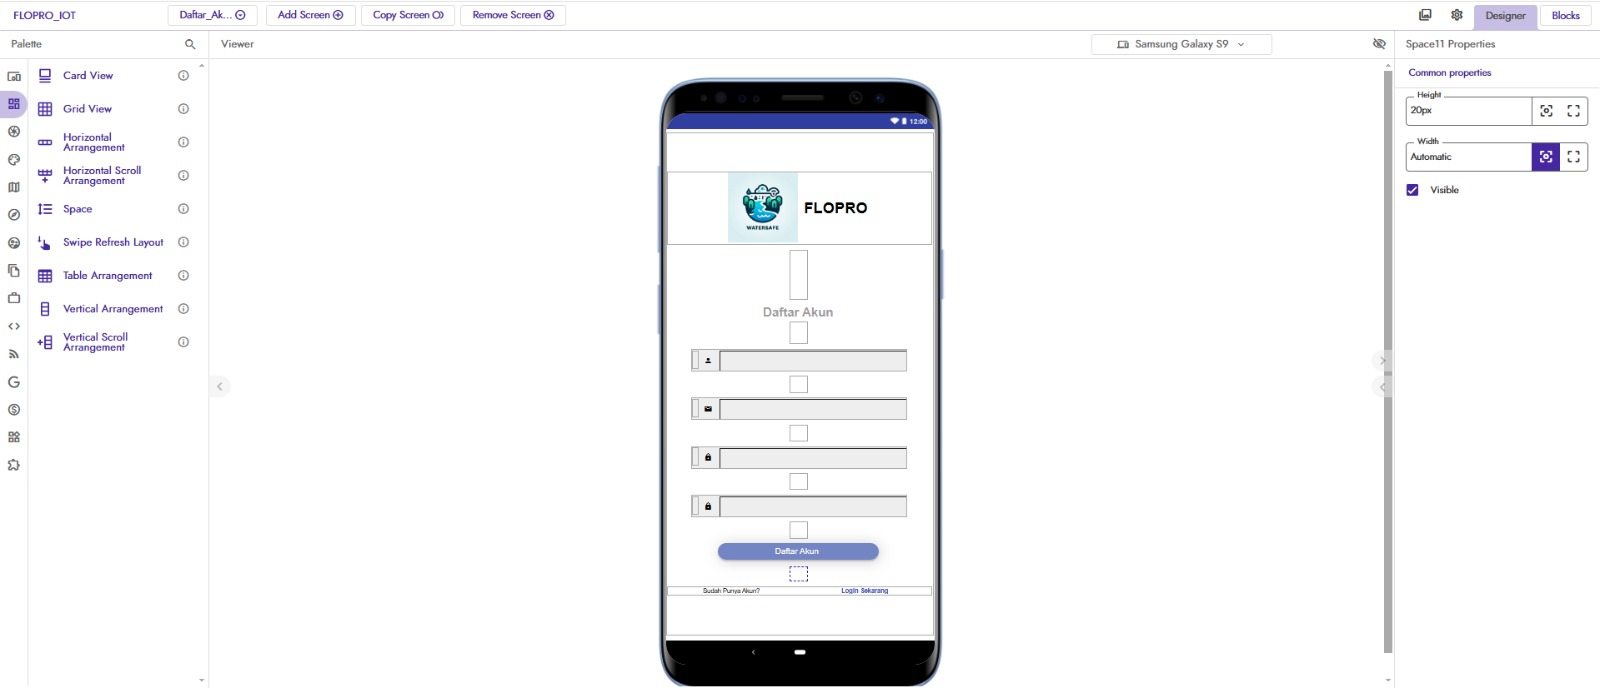 FLOPRO_IOT
Daftar_Ak...
Add Screen
Copy Screen
Remove Screen
Designer
Blocks
Palette
Viewer
Samsung Galaxy S9
Space11 Properties
Card View
Grid View
Horizontal
Arrangement
Horizontal Scroll
Arrangement
Space
Swipe Refresh Layout
Table Arrangement
Vertical Arrangement
Vertical Scroll
Arrangement
12:00
WATERSAFE
FLOPRO
Daftar Akun
Daftar Akun
Sudah Punya Akun?
Login Sekarang
Common properties
Height
20px
Width
Automatic
Visible